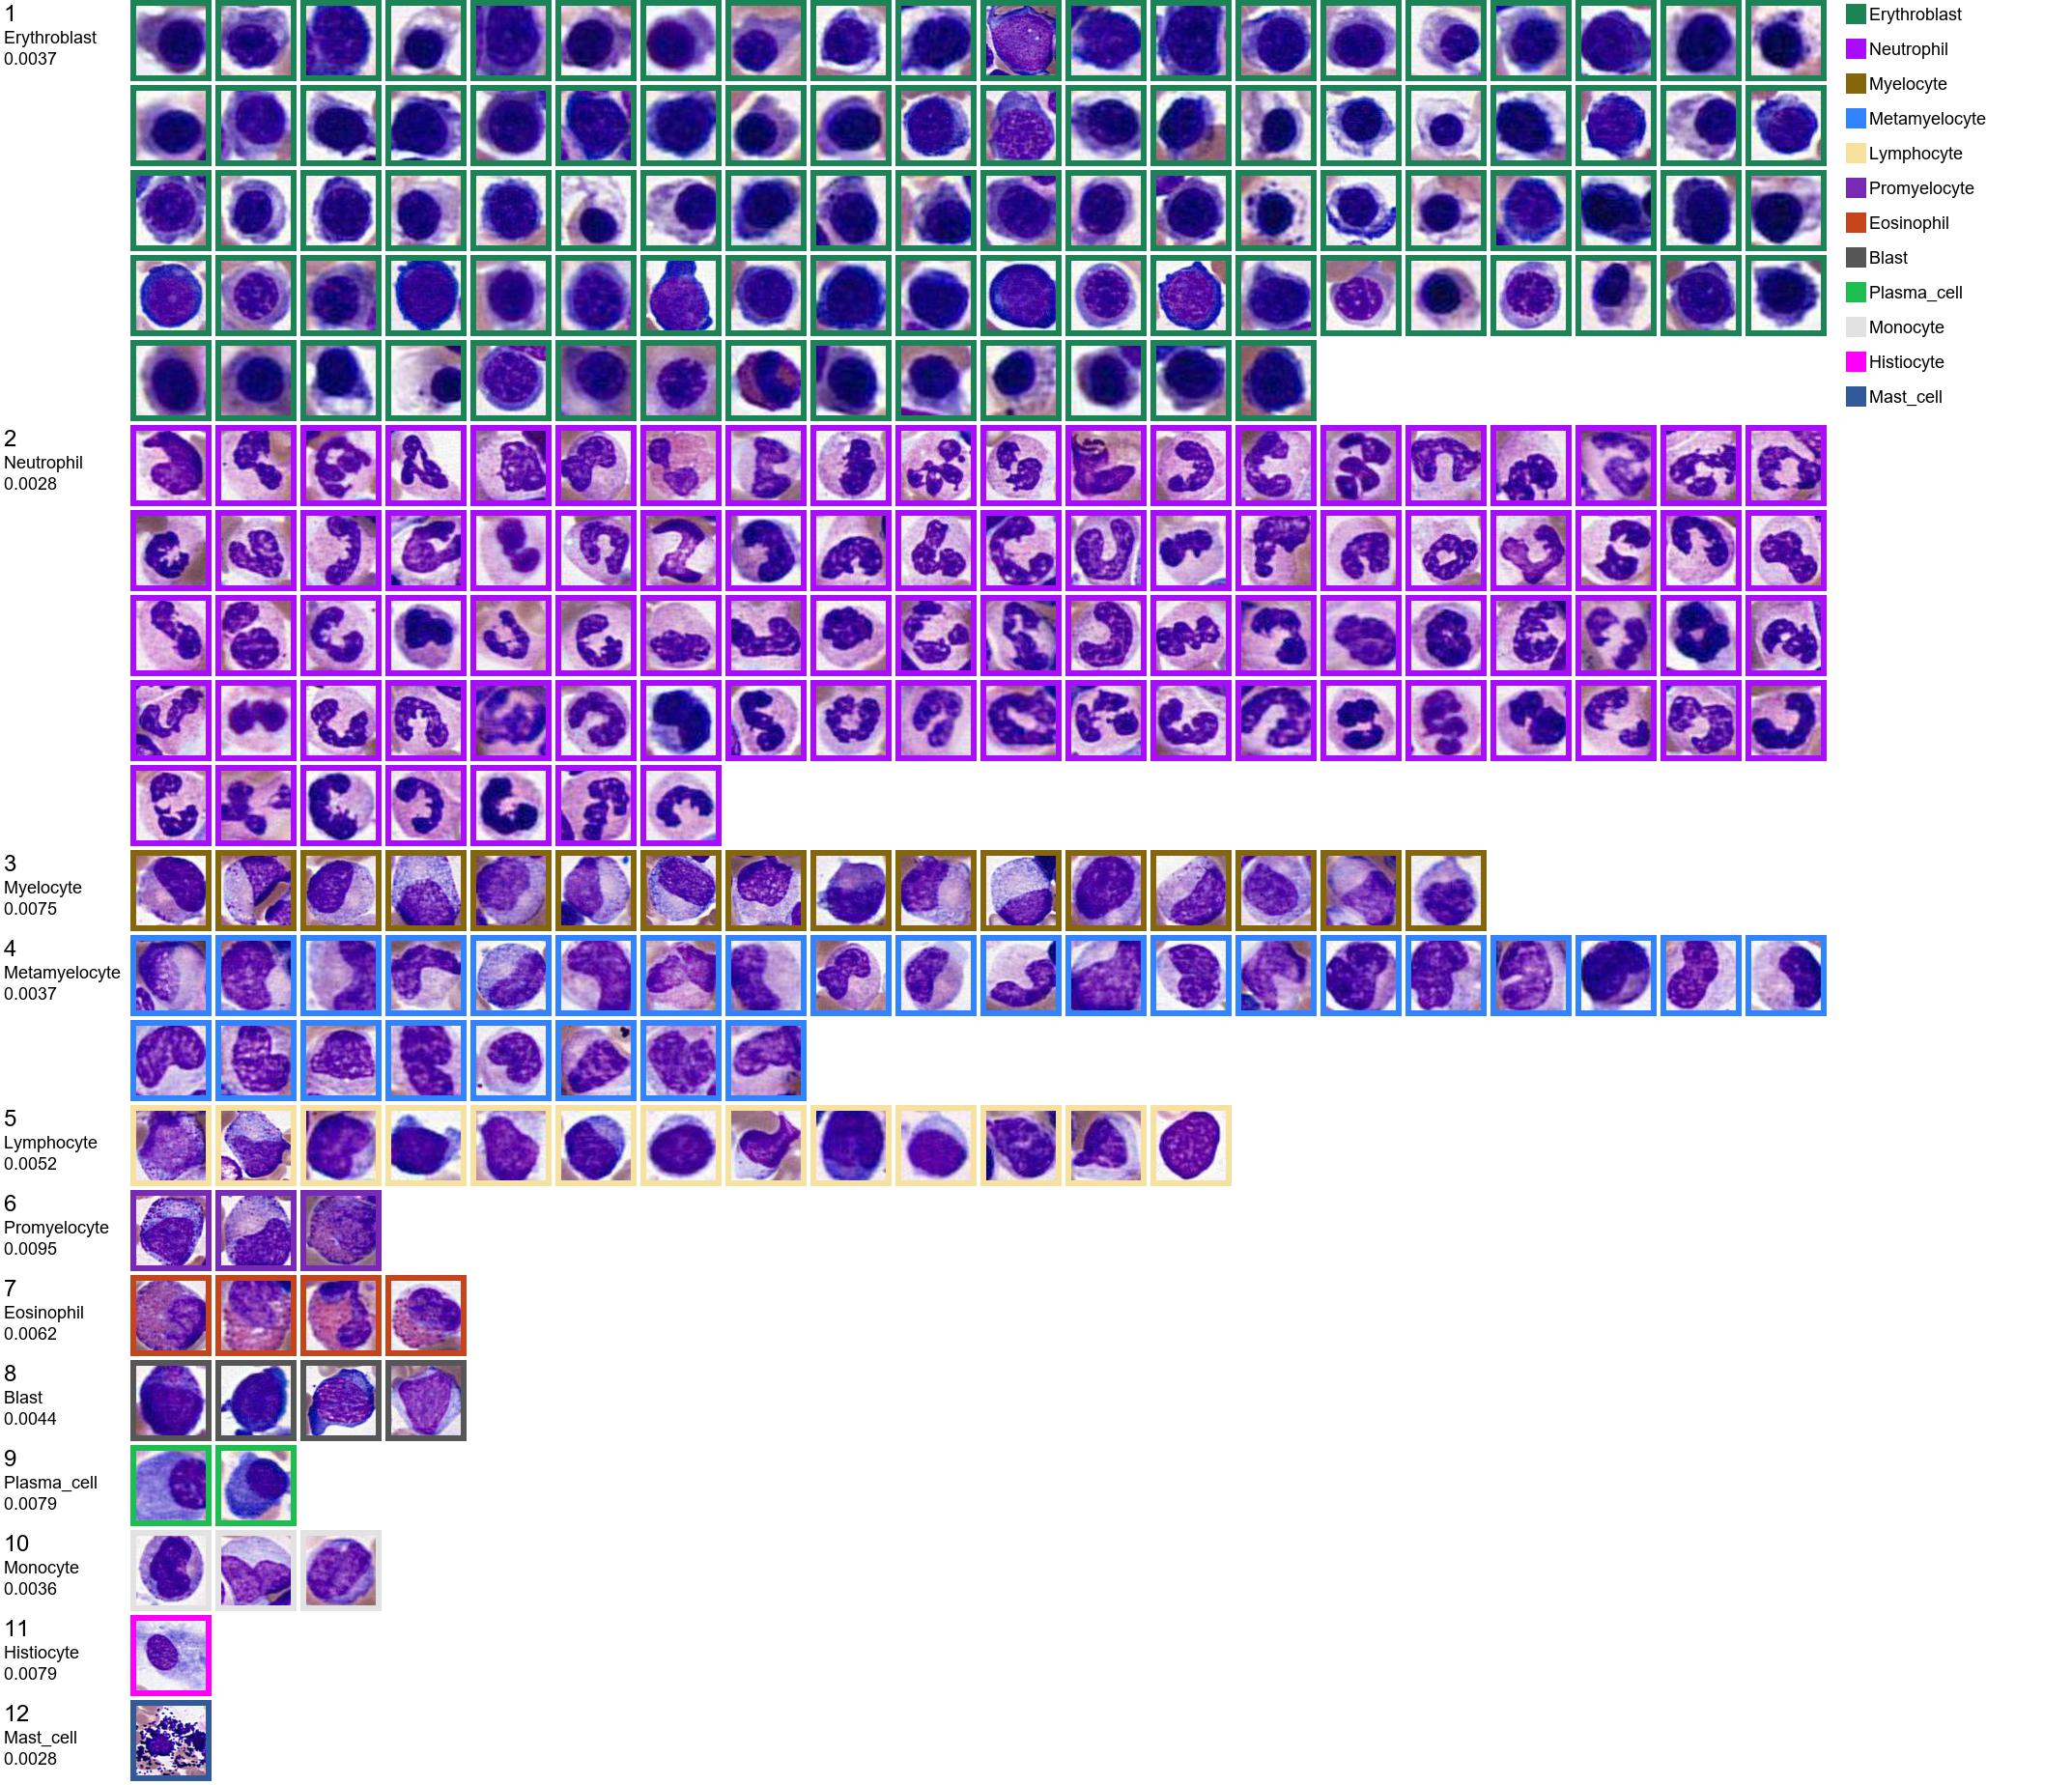 1
Erythroblast
0.0037
2
Neutrophil
0.0028
3
Myelocyte
0.0075
4
Metamyelocyte
0.0037
5
Lymphocyte
0.0052
6
Promyelocyte
0.0095
7
Eosinophil
0.0062
8
Blast
0.0044
9
Plasma_cell
0.0079
10
Monocyte
0.0036
11
Histiocyte
0.0079
12
Mast_cell
0.0028
Erythroblast
Neutrophil
Myelocyte
Metamyelocyte
Lymphocyte
Promyelocyte
Eosinophil
Blast
Plasma_cell
Monocyte
Histiocyte
Mast_cell